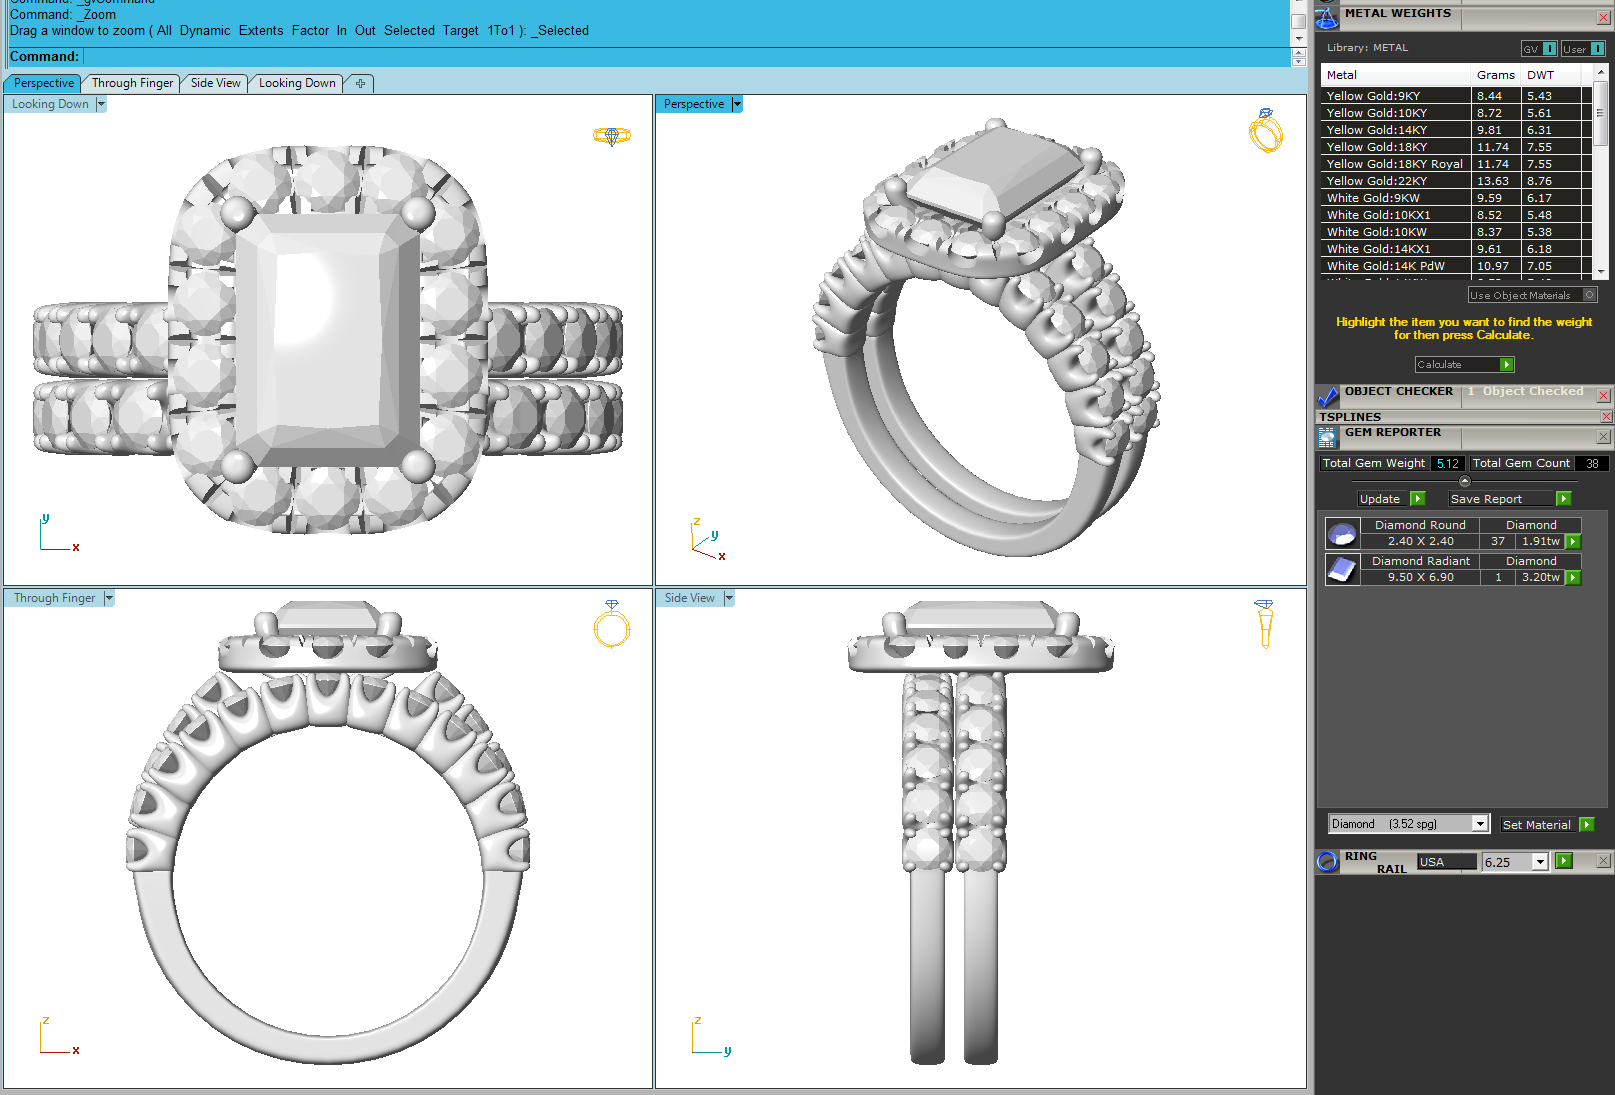 Command: _gvCommand
Command: _Zoom
Drag a window to zoom ( All Dynamic Extents Factor In Out Selected Target 1To1 ): _Selected
Command:
Perspective Through Finger Side View Looking Down
Looking Down
y
x
Perspective
z
y
x
Through Finger
z
x
Side View
z
y
METAL WEIGHTS
Library: METAL GV I User I
Metal Grams DWT
Yellow Gold:9KY 8.44 5.43
Yellow Gold:10KY 8.72 5.61
Yellow Gold:14KY 9.81 6.31
Yellow Gold:18KY 11.74 7.55
Yellow Gold:18KY Royal 11.74 7.55
Yellow Gold:22KY 13.63 8.76
White Gold:9KW 9.59 6.17
White Gold:10KX1 8.52 5.48
White Gold:10KW 8.37 5.38
White Gold:14KX1 9.61 6.18
White Gold:14K PdW 10.97 7.05
Use Object Materials
Highlight the item you want to find the weight
for then press Calculate.
Calculate
OBJECT CHECKER 1 Object Checked
TSPLINES
GEM REPORTER
Total Gem Weight 5.12 Total Gem Count 38
Update Save Report
Diamond Round Diamond
2.40 X 2.40 37 1.91tw
Diamond Radiant Diamond
9.50 X 6.90 1 3.20tw
Diamond (3.52 spg) Set Material
RING RAIL USA 6.25